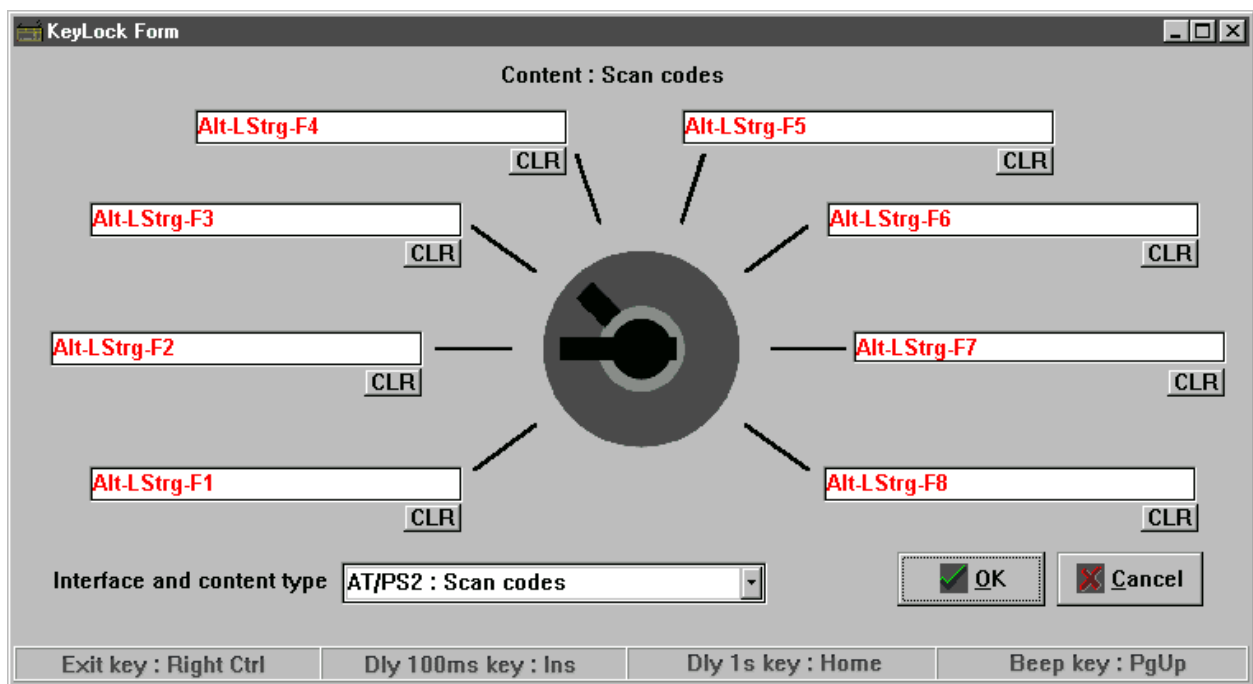 KeyLock Form
Content : Scan codes
Alt-LStrg-F4
Alt-LStrg-F5
CLR
CLR
Alt-LStrg-F3
Alt-LStrg-F6
CLR
CLR
Alt-LStrg-F2
Alt-LStrg-F7
CLR
CLR
Alt-LStrg-F1
Alt-LStrg-F8
CLR
CLR
Interface and content type AT/PS2 : Scan codes
OK
Cancel
Exit key : Right Ctrl
Dly 100ms key : Ins
Dly 1s key : Home
Beep key : PgUp